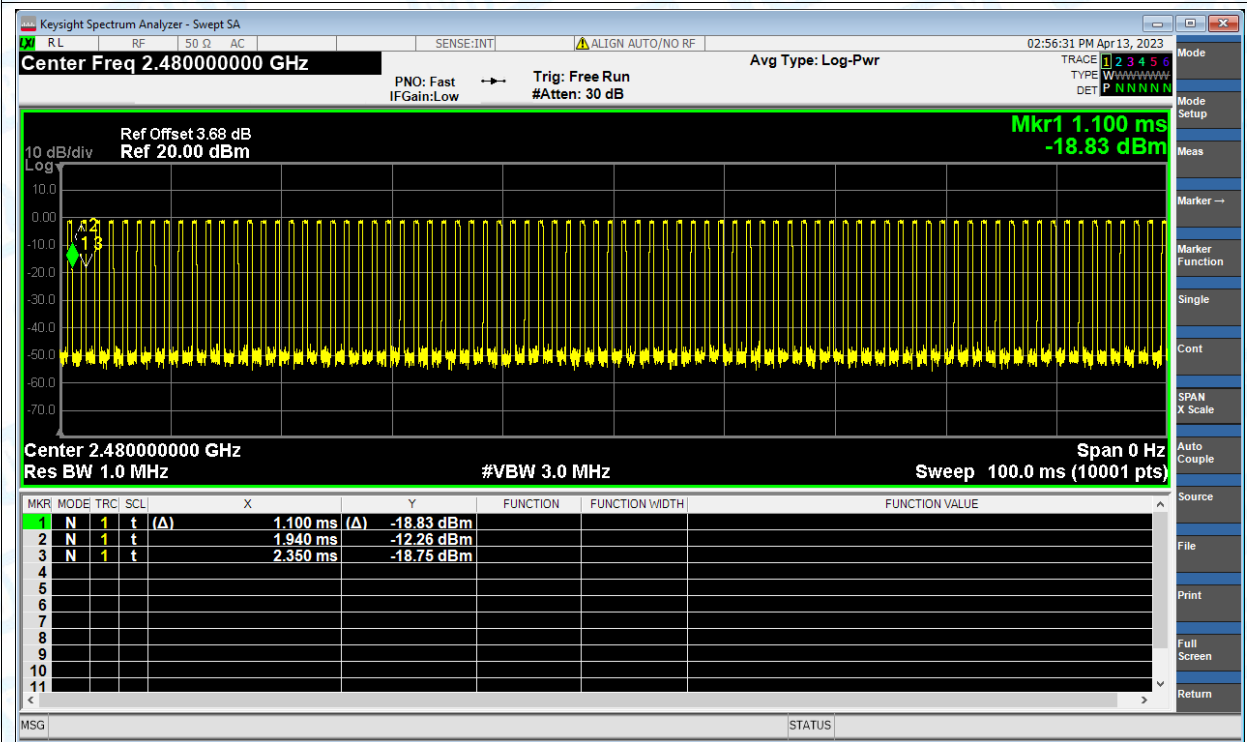 Keysight Spectrum Analyzer - Swept SA
LXI RL RF 50 Ω AC SENSE:INT ALIGN AUTO/NO RF 02:56:31 PM Apr 13, 2023
Center Freq 2.480000000 GHz
PNO: Fast
IFGain:Low
Trig: Free Run
#Atten: 30 dB
Avg Type: Log-Pwr
TRACE 1 2 3 4 5 6
TYPE WWWWWW
DET P N N N N N
Mkr1 1.100 ms
-18.83 dBm
Ref Offset 3.68 dB
10 dB/div Ref 20.00 dBm
Log
10.0
0.00
-10.0
-20.0
-30.0
-40.0
-50.0
-60.0
-70.0
2
1 3
Center 2.480000000 GHz Span 0 Hz
Res BW 1.0 MHz #VBW 3.0 MHz Sweep 100.0 ms (10001 pts)
MKR MODE TRC SCL X Y FUNCTION FUNCTION WIDTH FUNCTION VALUE
1 N 1 t (Δ) 1.100 ms (Δ) -18.83 dBm
2 N 1 t 1.940 ms -12.26 dBm
3 N 1 t 2.350 ms -18.75 dBm
4
5
6
7
8
9
10
11
MSG STATUS
Mode
Mode
Setup
Meas
Marker →
Marker
Function
Single
Cont
SPAN
X Scale
Auto
Couple
Source
File
Print
Full
Screen
Return